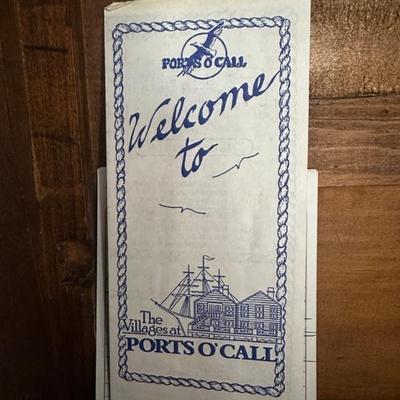 PORTS O'CALL
Welcome
to
The
Villages at
PORTS O'CALL